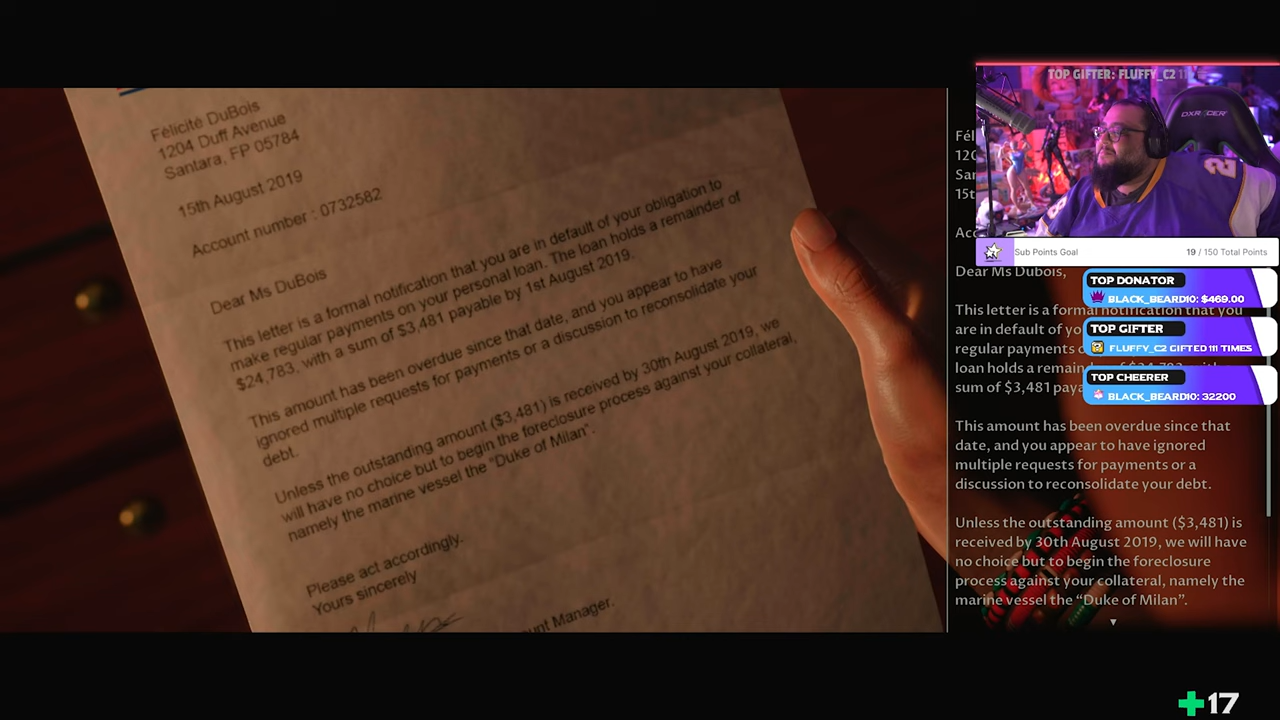 Félicité DuBois
1204 Duff Avenue
Santara, FP 05784
15th August 2019
Account number : 0732582
Dear Ms DuBois
This letter is a formal notification that you are in default of your obligation to
make regular payments on your personal loan. The loan holds a remainder of
$24,783, with a sum of $3,481 payable by 1st August 2019.
This amount has been overdue since that date, and you appear to have
ignored multiple requests for payments or a discussion to reconsolidate your
debt.
Unless the outstanding amount ($3,481) is received by 30th August 2019, we
will have no choice but to begin the foreclosure process against your collateral,
namely the marine vessel the "Duke of Milan".
Please act accordingly.
Yours sincerely
Manager.
TOP GIFTER: FLUFFY_C2
DXRACER
2
Sub Points Goal
19 / 150 Total Points
Dear Ms Dubois,
This letter is a formal notification that you
are in default of
regular payments
loan holds a
sum of $3,481
TOP DONATOR
BLACK_BEARD10: $469.00
TOP GIFTER
FLUFFY_C2 GIFTED 111 TIMES
TOP CHEERER
BLACK_BEARD10: 32200
This amount has been overdue since that
date, and you appear to have ignored
multiple requests for payments or a
discussion to reconsolidate your debt.
Unless the outstanding amount ($3,481) is
received by 30th August 2019, we will have
no choice but to begin the foreclosure
process against your collateral, namely the
marine vessel the “Duke of Milan”.
+17